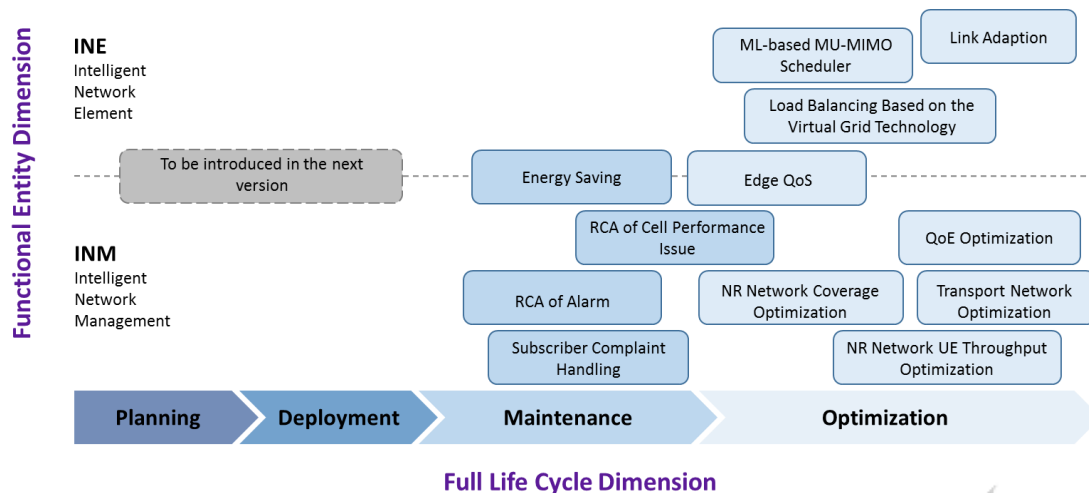 Functional Entity Dimension
INE
Intelligent
Network
Element
ML-based MU-MIMO
Scheduler
Link Adaption
Load Balancing Based on the
Virtual Grid Technology
To be introduced in the next
version
Energy Saving
Edge QoS
INM
Intelligent
Network
Management
RCA of Cell Performance
Issue
QoE Optimization
RCA of Alarm
NR Network Coverage
Optimization
Transport Network
Optimization
Subscriber Complaint
Handling
NR Network UE Throughput
Optimization
Planning
Deployment
Maintenance
Optimization
Full Life Cycle Dimension